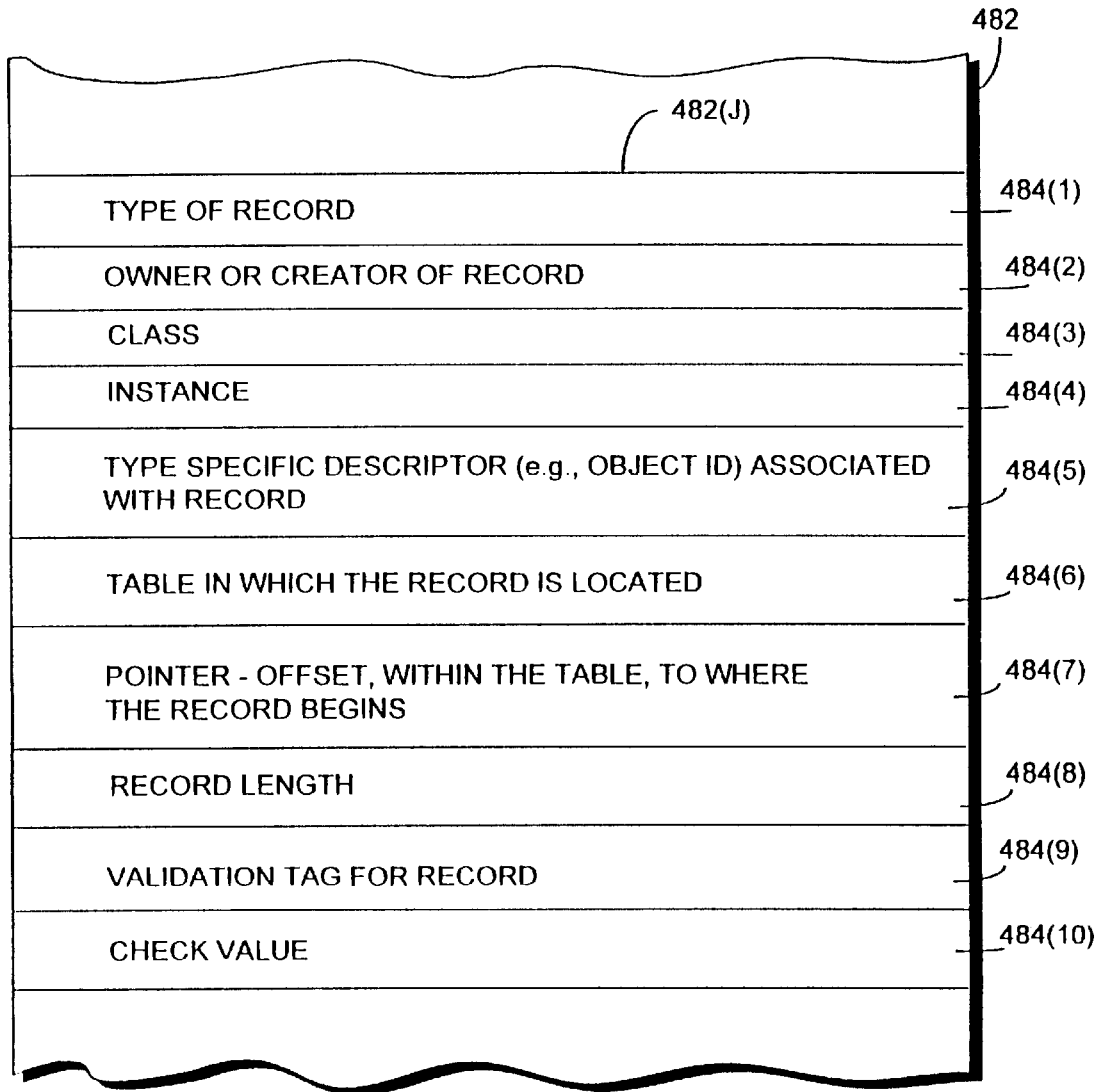 482
482(J)
TYPE OF RECORD
484(1)
OWNER OR CREATOR OF RECORD
484(2)
CLASS
484(3)
INSTANCE
484(4)
TYPE SPECIFIC DESCRIPTOR (e.g., OBJECT ID) ASSOCIATED
WITH RECORD
484(5)
TABLE IN WHICH THE RECORD IS LOCATED
484(6)
POINTER - OFFSET, WITHIN THE TABLE, TO WHERE
THE RECORD BEGINS
484(7)
RECORD LENGTH
484(8)
VALIDATION TAG FOR RECORD
484(9)
CHECK VALUE
484(10)